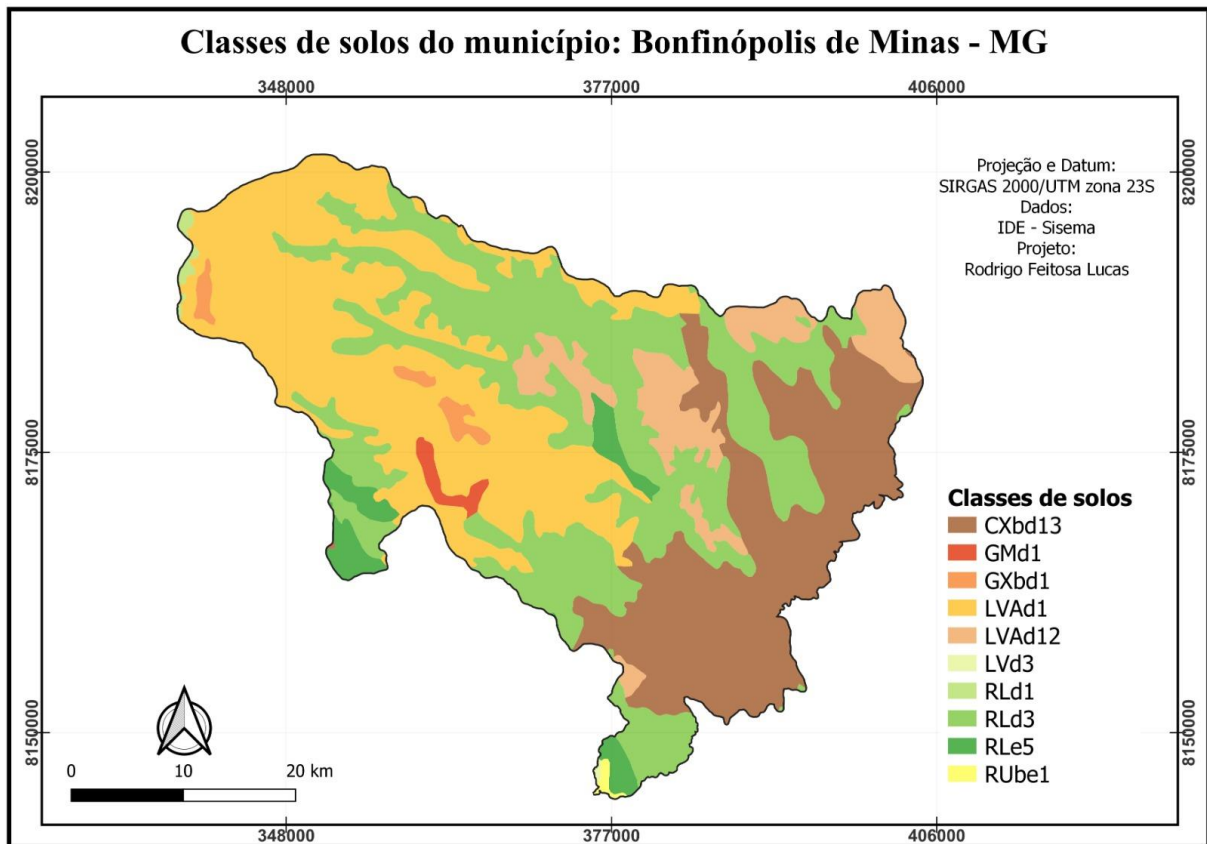 Classes de solos do município: Bonfinópolis de Minas - MG
348000
377000
406000
8200000
8200000
Projeção e Datum:
SIRGAS 2000/UTM zona 23S
Dados:
IDE - Sisema
Projeto:
Rodrigo Feitosa Lucas
8175000
8175000
Classes de solos
CXbd13
GMd1
GXbd1
LVAd1
LVAd12
LVd3
RLd1
RLd3
RLe5
RUbe1
8150000
8150000
0 10 20 km
348000
377000
406000